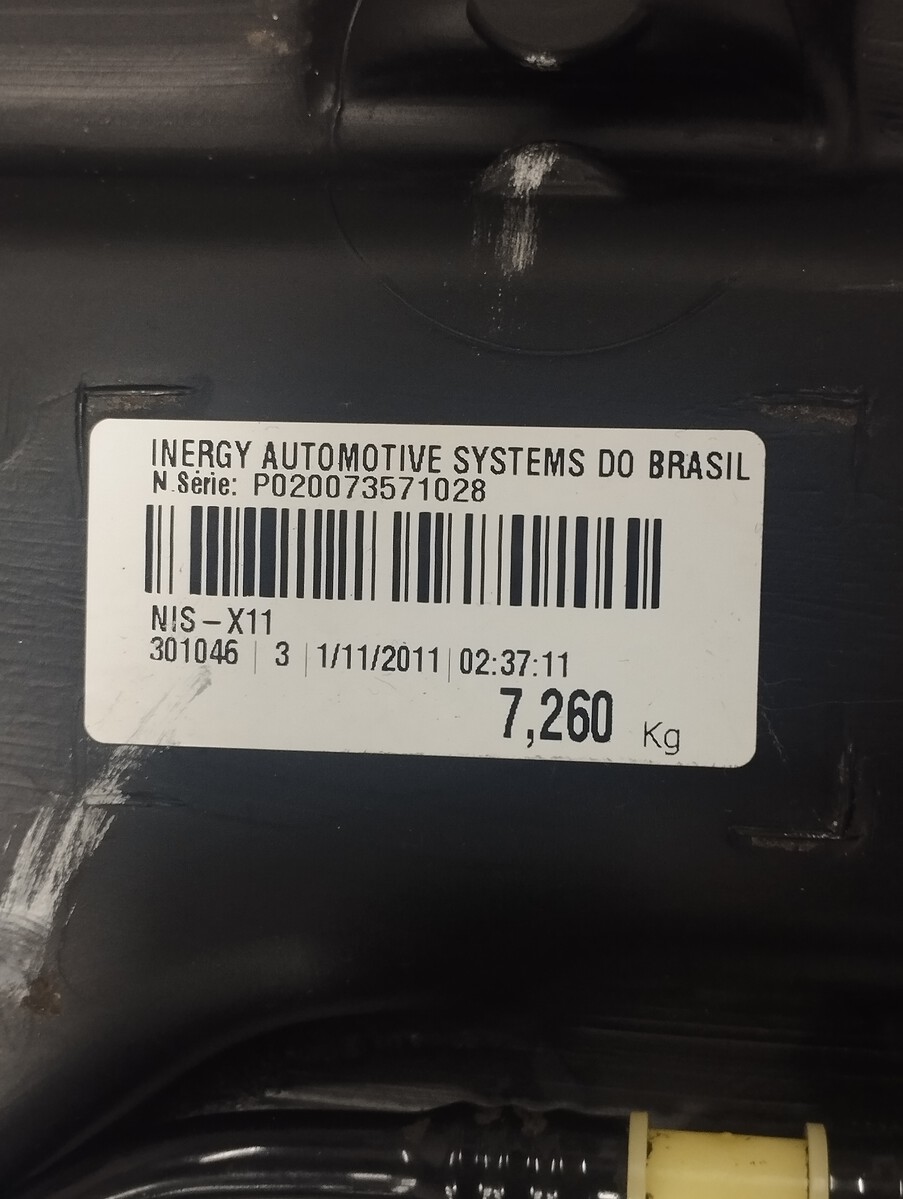 INERGY AUTOMOTIVE SYSTEMS DO BRASIL
N.Série: P020073571028
NIS-X11
301046 | 3 | 1/11/2011 | 02:37:11
7,260 Kg